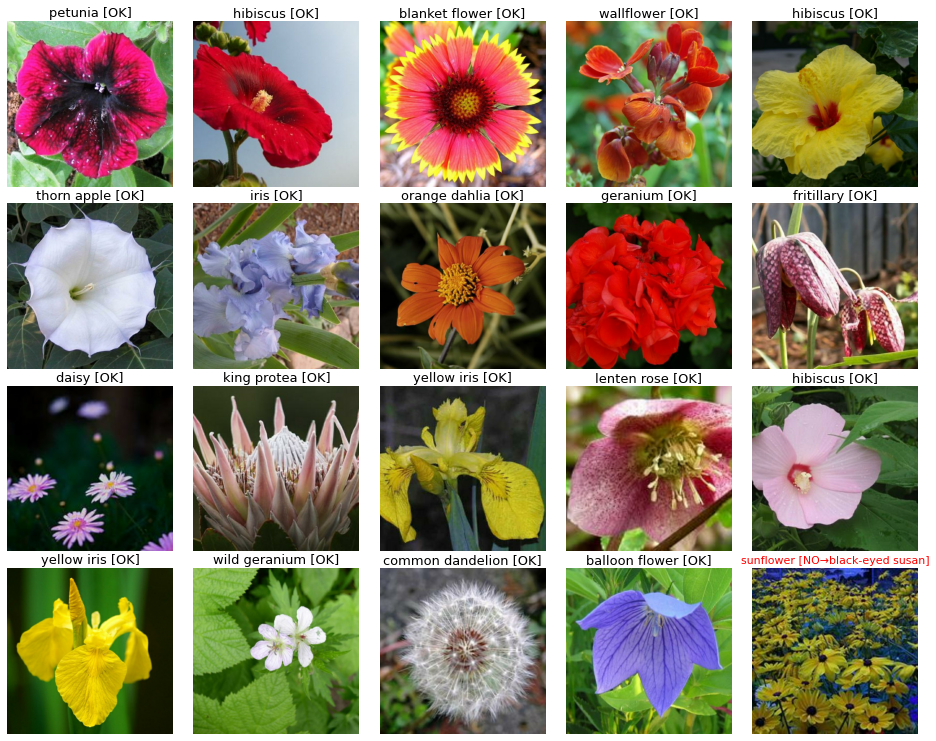 petunia [OK]
hibiscus [OK]
blanket flower [OK]
wallflower [OK]
hibiscus [OK]
thorn apple [OK]
iris [OK]
orange dahlia [OK]
geranium [OK]
fritillary [OK]
daisy [OK]
king protea [OK]
yellow iris [OK]
lenten rose [OK]
hibiscus [OK]
yellow iris [OK]
wild geranium [OK]
common dandelion [OK]
balloon flower [OK]
sunflower [NO→black-eyed susan]